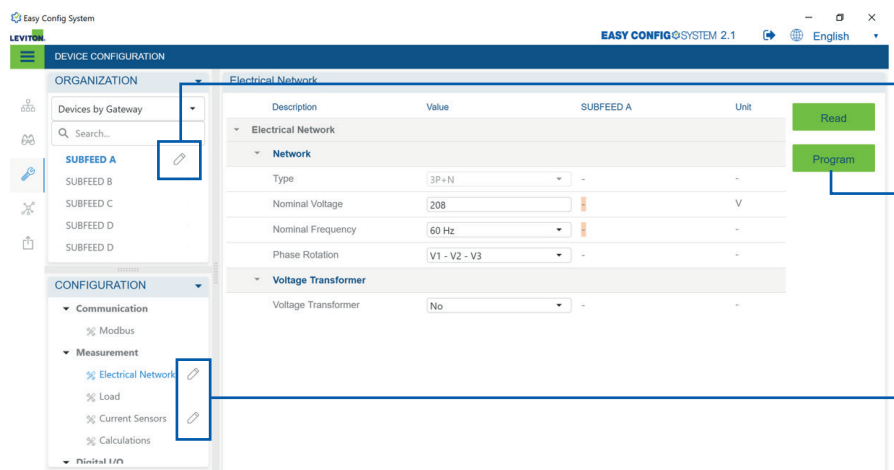 Easy Config System
LEVITON.
EASY CONFIG SYSTEM 2.1
English
DEVICE CONFIGURATION
ORGANIZATION
Devices by Gateway
Search...
SUBFEED A
SUBFEED B
SUBFEED C
SUBFEED D
SUBFEED D
CONFIGURATION
Communication
Modbus
Measurement
Electrical Network
Load
Current Sensors
Calculations
Digital I/O
Electrical Network
Description Value SUBFEED A Unit
Electrical Network
Network
Type 3P+N - -
Nominal Voltage 208 - V
Nominal Frequency 60 Hz - -
Phase Rotation V1 - V2 - V3 - -
Voltage Transformer
Voltage Transformer No - -
Read
Program